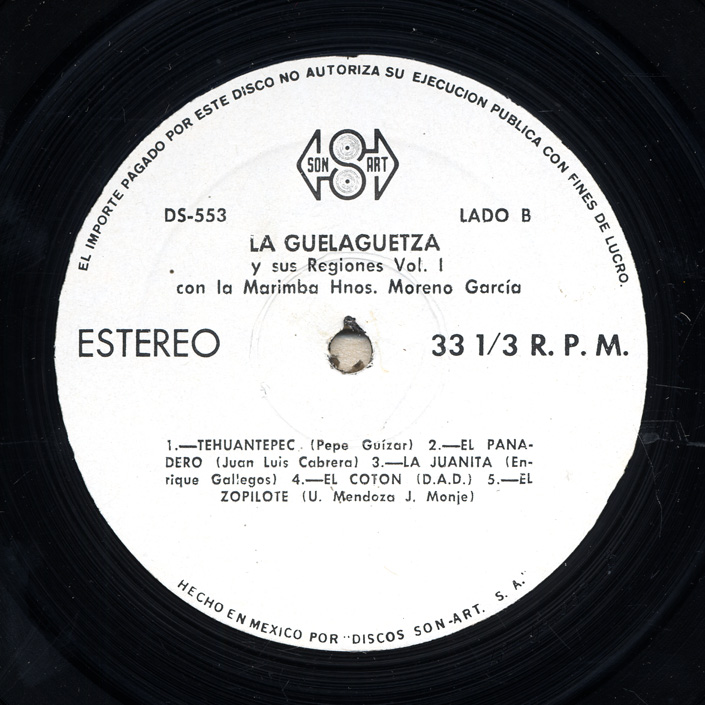 EL IMPORTE PAGADO POR ESTE DISCO NO AUTORIZA SU EJECUCION PUBLICA CON FINES DE LUCRO.
SON ART
DS-553 LADO B
LA GUELAGUETZA
y sus Regiones Vol. I
con la Marimba Hnos. Moreno García
ESTEREO 33 1/3 R. P. M.
1.—TEHUANTEPEC. (Pepe Guízar) 2.—EL PANA-
DERO (Juan Luis Cabrera) 3.—LA JUANITA (En-
rique Gallegos) 4.—EL COTON (D.A.D.) 5.—EL
ZOPILOTE (U. Mendoza J. Monje)
HECHO EN MEXICO POR "DISCOS SON-ART. S. A."